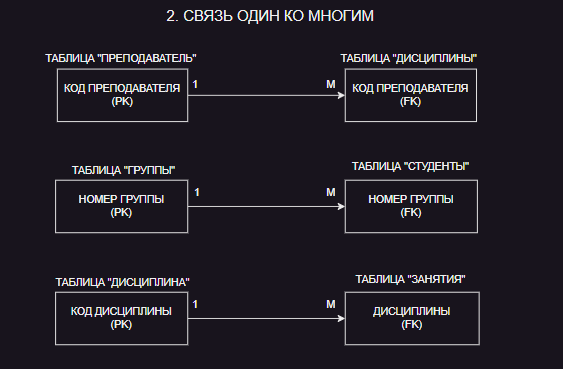 2. СВЯЗЬ ОДИН КО МНОГИМ
ТАБЛИЦА "ПРЕПОДАВАТЕЛЬ"
ТАБЛИЦА "ДИСЦИПЛИНЫ"
КОД ПРЕПОДАВАТЕЛЯ
(PK)
1
M
КОД ПРЕПОДАВАТЕЛЯ
(FK)
ТАБЛИЦА "ГРУППЫ"
ТАБЛИЦА "СТУДЕНТЫ"
НОМЕР ГРУППЫ
(PK)
1
M
НОМЕР ГРУППЫ
(FK)
ТАБЛИЦА "ДИСЦИПЛИНА"
ТАБЛИЦА "ЗАНЯТИЯ"
КОД ДИСЦИПЛИНЫ
(PK)
1
M
ДИСЦИПЛИНЫ
(FK)